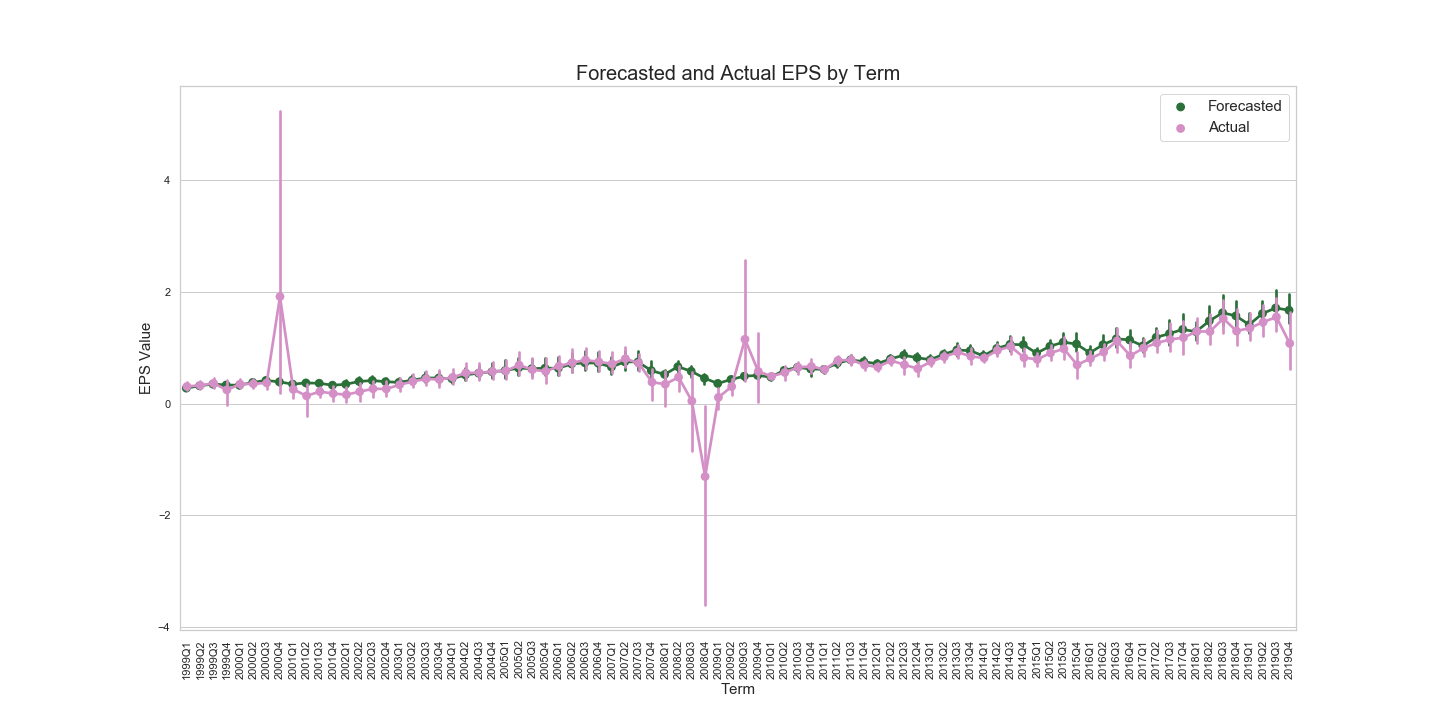 Forecasted and Actual EPS by Term
Forecasted
Actual
EPS Value
4
2
0
−2
−4
1999Q1
1999Q2
1999Q3
1999Q4
2000Q1
2000Q2
2000Q3
2000Q4
2001Q1
2001Q2
2001Q3
2001Q4
2002Q1
2002Q2
2002Q3
2002Q4
2003Q1
2003Q2
2003Q3
2003Q4
2004Q1
2004Q2
2004Q3
2004Q4
2005Q1
2005Q2
2005Q3
2005Q4
2006Q1
2006Q2
2006Q3
2006Q4
2007Q1
2007Q2
2007Q3
2007Q4
2008Q1
2008Q2
2008Q3
2008Q4
2009Q1
2009Q2
2009Q3
2009Q4
2010Q1
2010Q2
2010Q3
2010Q4
2011Q1
2011Q2
2011Q3
2011Q4
2012Q1
2012Q2
2012Q3
2012Q4
2013Q1
2013Q2
2013Q3
2013Q4
2014Q1
2014Q2
2014Q3
2014Q4
2015Q1
2015Q2
2015Q3
2015Q4
2016Q1
2016Q2
2016Q3
2016Q4
2017Q1
2017Q2
2017Q3
2017Q4
2018Q1
2018Q2
2018Q3
2018Q4
2019Q1
2019Q2
2019Q3
2019Q4
Term